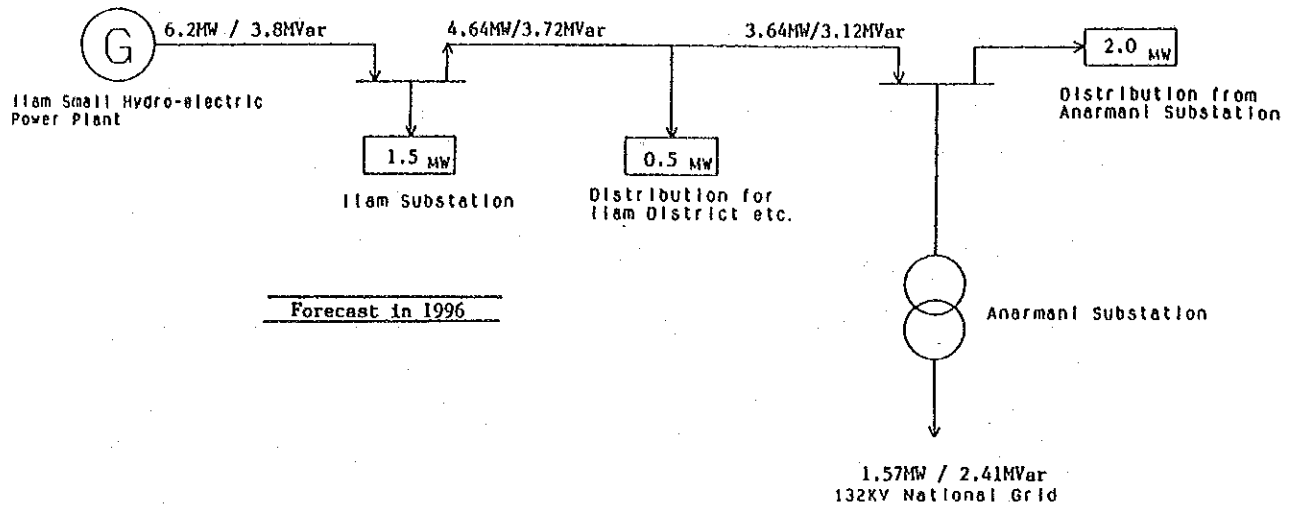 6.2MW / 3.8MVar
4.64MW/3.72MVar
3.64MW/3.12MVar
G
2.0 MW
Ilam Small Hydro-electric
Power Plant
Distribution from
Anarmani Substation
1.5 MW
0.5 MW
Ilam Substation
Distribution for
Ilam District etc.
Forecast in 1996
Anarmani Substation
1.57MW / 2.41MVar
132KV National Grid